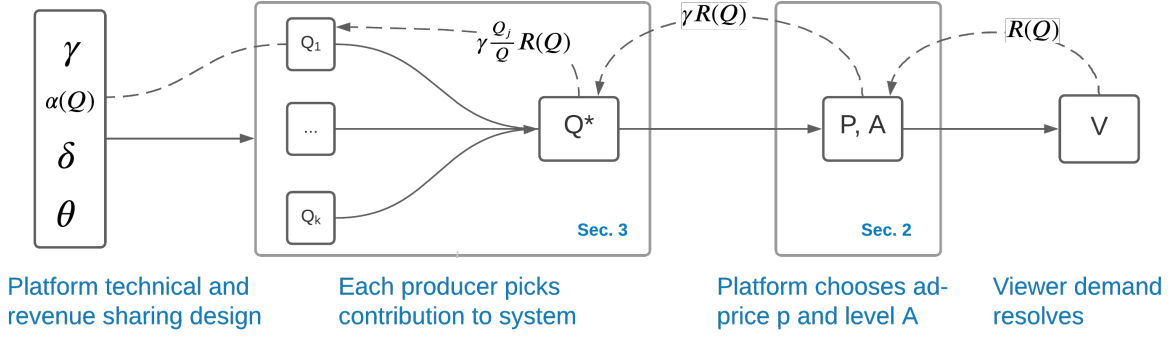 γ
α(Q)
δ
θ
Q₁
...
Qₖ
γ Qⱼ/Q R(Q)
Q*
Sec. 3
γR(Q)
P, A
Sec. 2
R(Q)
V
Platform technical and
revenue sharing design
Each producer picks
contribution to system
Platform chooses ad-
price p and level A
Viewer demand
resolves